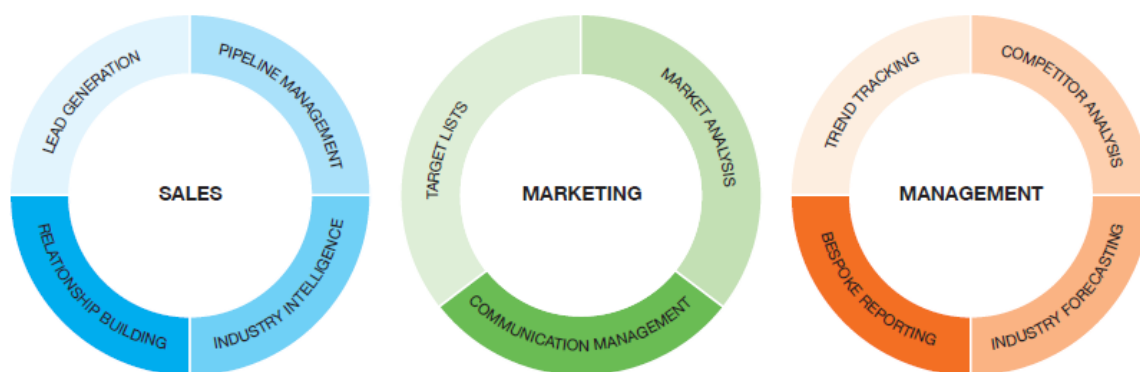 LEAD GENERATION
PIPELINE MANAGEMENT
SALES
RELATIONSHIP BUILDING
INDUSTRY INTELLIGENCE
TARGET LISTS
MARKET ANALYSIS
MARKETING
COMMUNICATION MANAGEMENT
TREND TRACKING
COMPETITOR ANALYSIS
MANAGEMENT
BESPOKE REPORTING
INDUSTRY FORECASTING